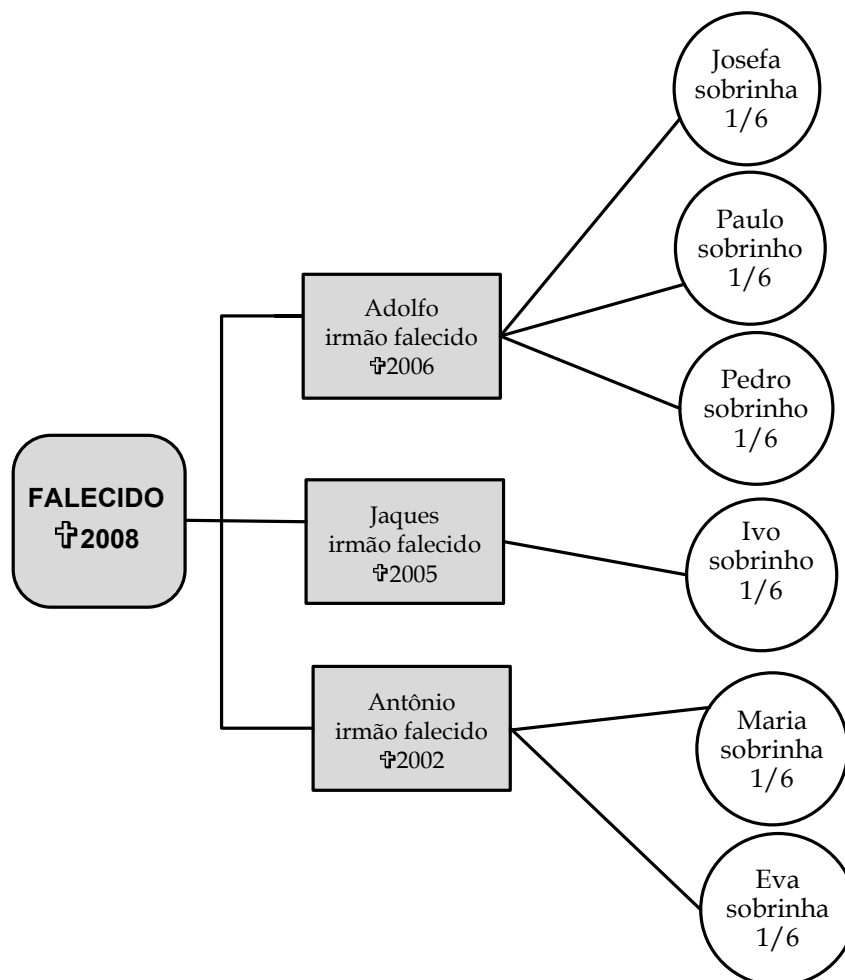 FALECIDO
✞2008
Adolfo
irmão falecido
✞2006
Jaques
irmão falecido
✞2005
Antônio
irmão falecido
✞2002
Josefa
sobrinha
1/6
Paulo
sobrinho
1/6
Pedro
sobrinho
1/6
Ivo
sobrinho
1/6
Maria
sobrinha
1/6
Eva
sobrinha
1/6